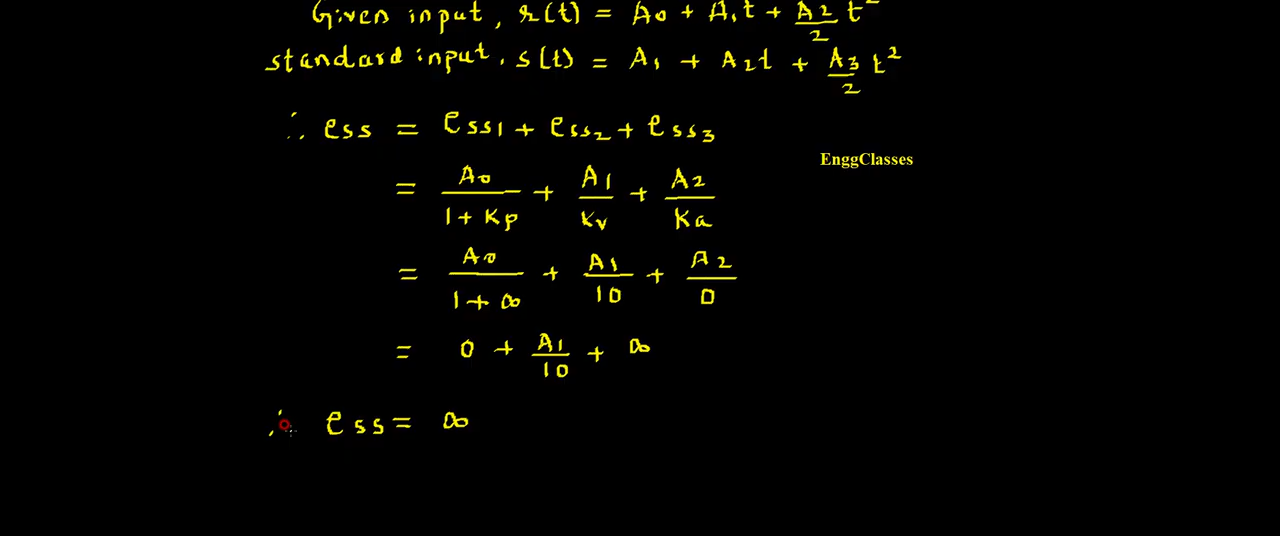 Given input, r(t) = A0 + A1t + A2/2 t²
standard input, s(t) = A1 + A2t + A3/2 t²
∴ ess = ess1 + ess2 + ess3
EnggClasses
= A0/(1 + Kp) + A1/Kv + A2/Ka
= A0/(1 + ∞) + A1/10 + A2/0
= 0 + A1/10 + ∞
∴ ess = ∞